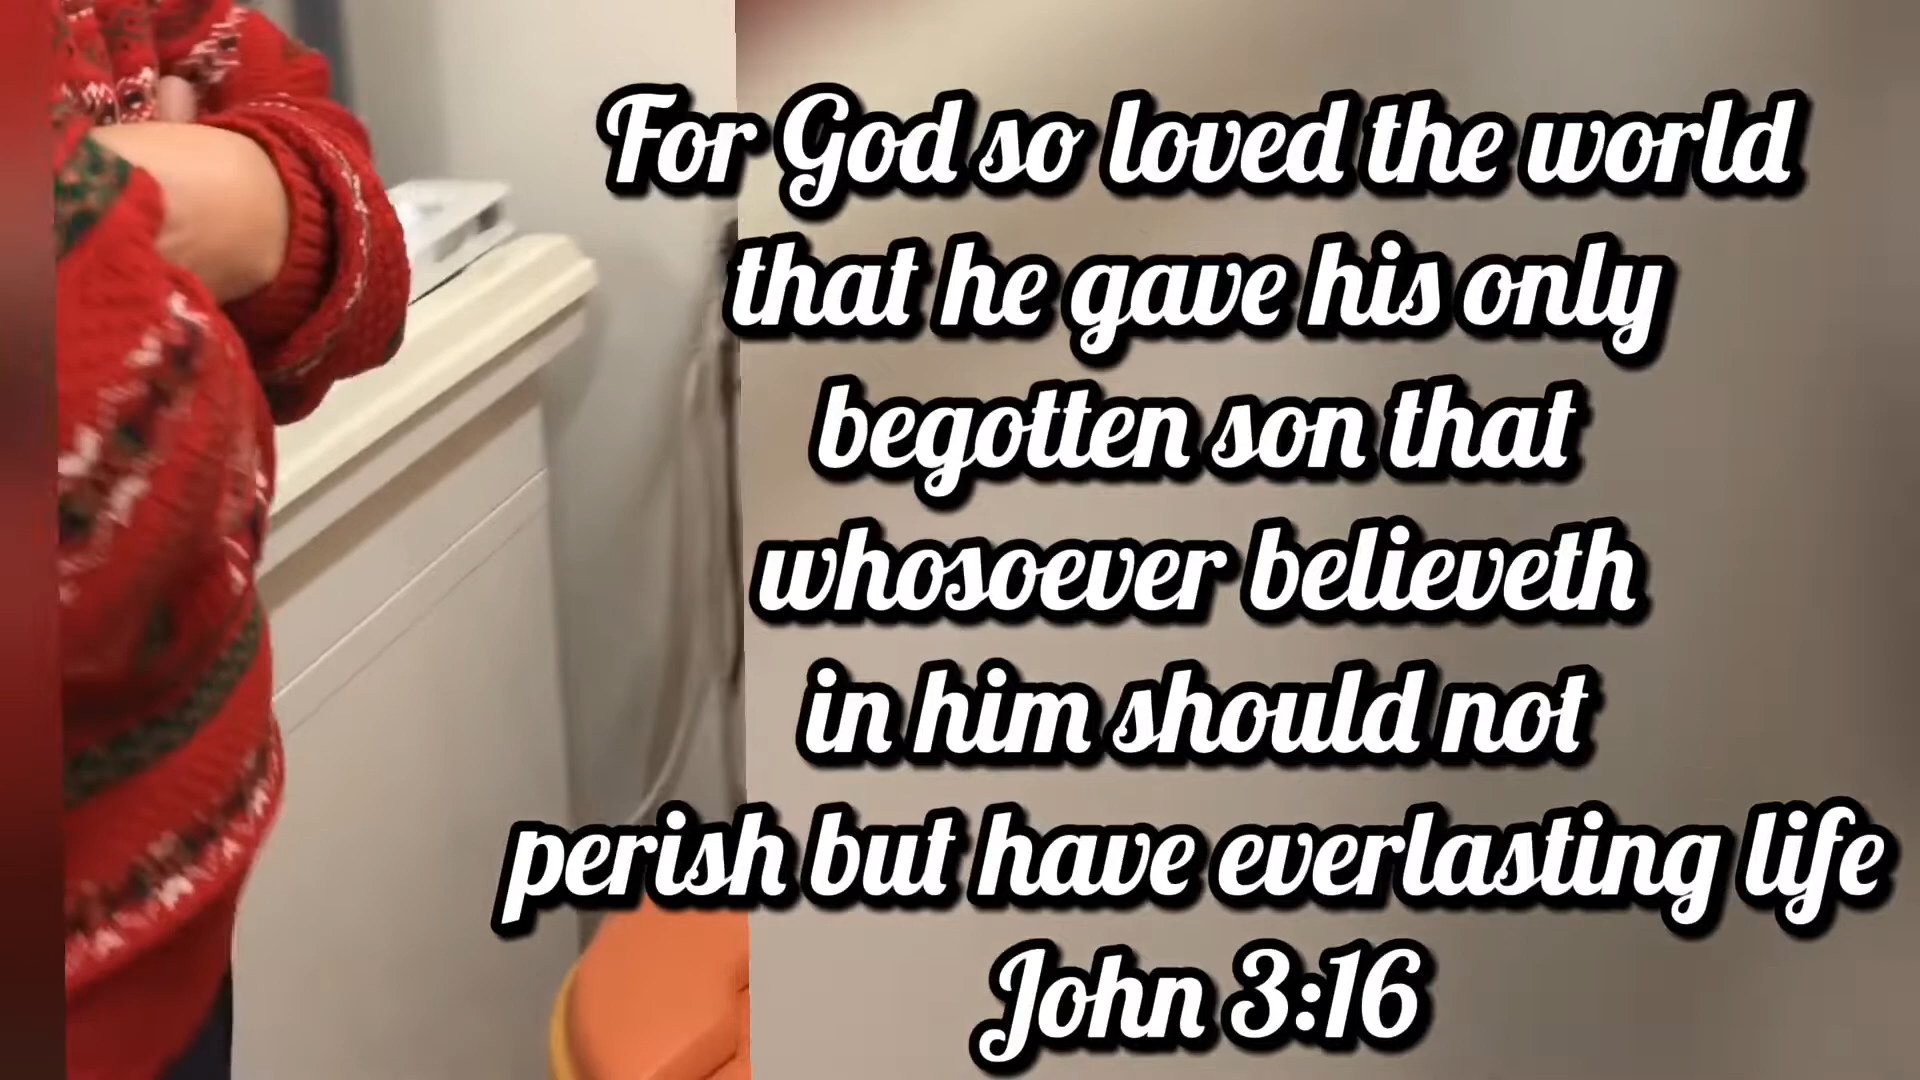 For God so loved the world
that he gave his only
begotten son that
whosoever believeth
in him should not
perish but have everlasting life
John 3:16